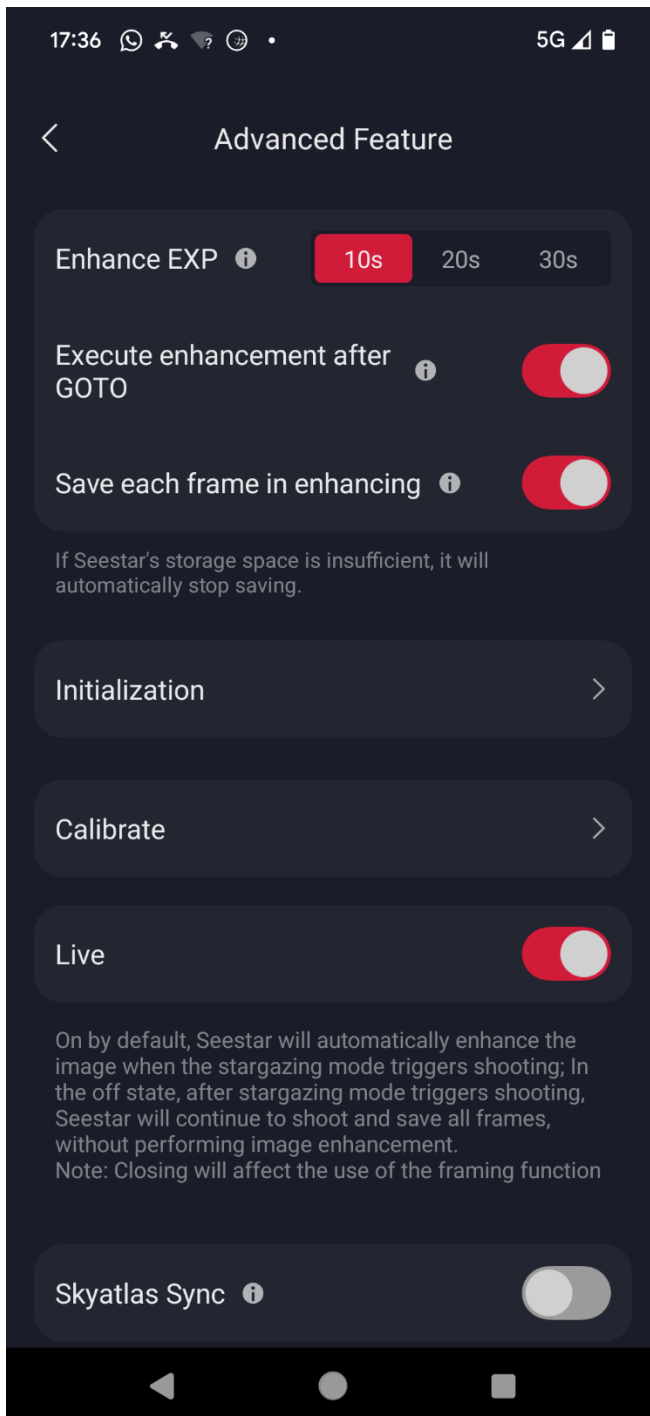 17:36
5G
Advanced Feature
Enhance EXP
10s
20s
30s
Execute enhancement after
GOTO
Save each frame in enhancing
If Seestar's storage space is insufficient, it will
automatically stop saving.
Initialization
Calibrate
Live
On by default, Seestar will automatically enhance the
image when the stargazing mode triggers shooting; In
the off state, after stargazing mode triggers shooting,
Seestar will continue to shoot and save all frames,
without performing image enhancement.
Note: Closing will affect the use of the framing function
Skyatlas Sync